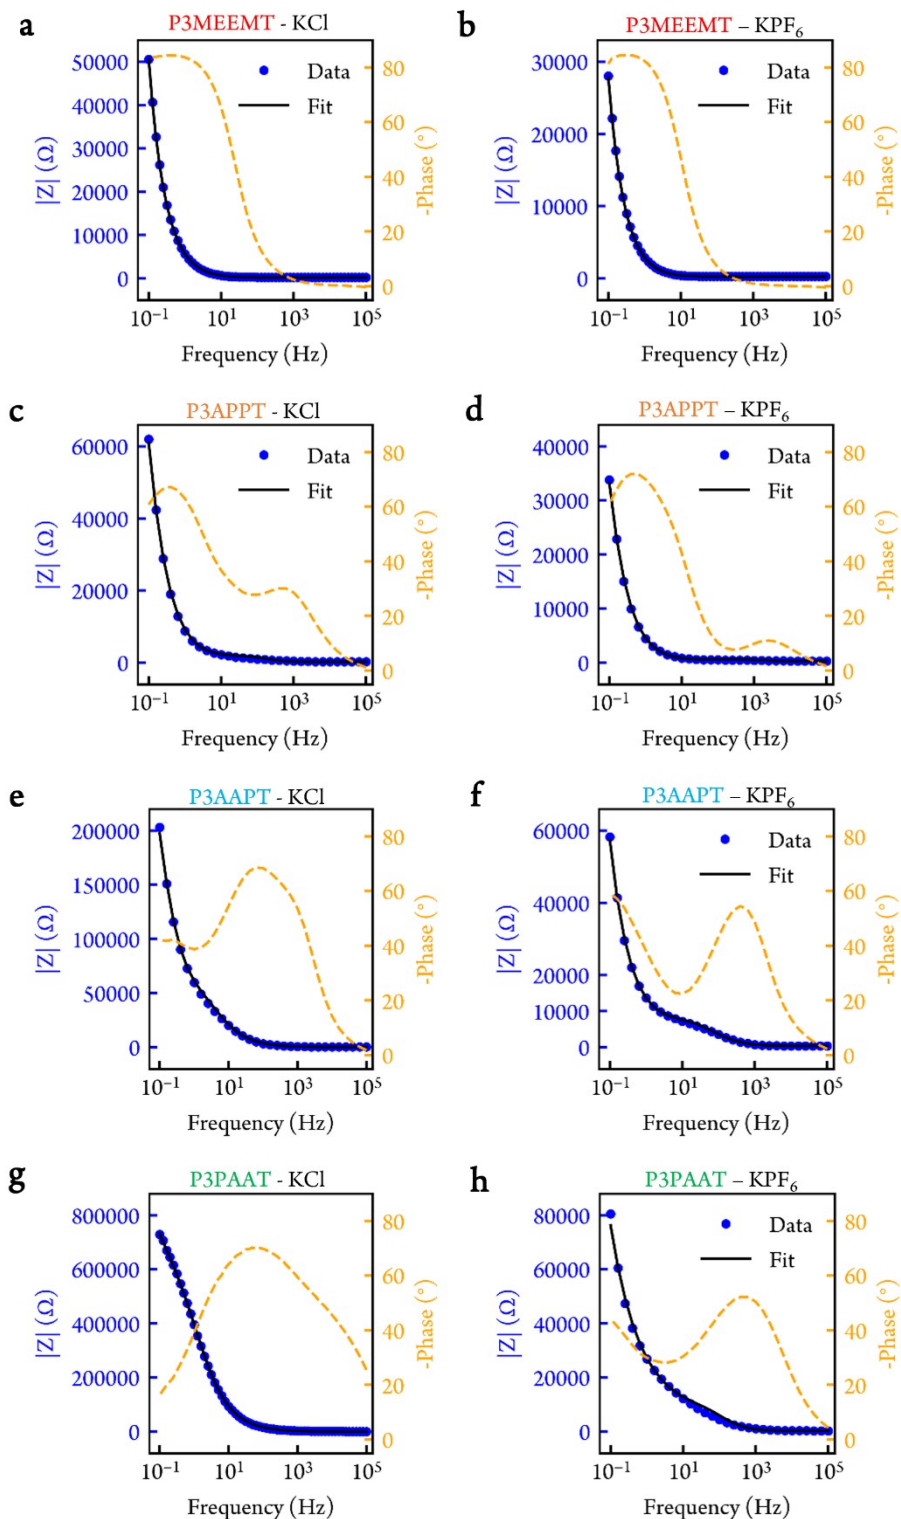 a
P3MEEMT - KCl
50000
40000
30000
20000
10000
0
|Z| (Ω)
Data
Fit
80
60
40
20
0
-Phase (°)
10⁻¹ 10¹ 10³ 10⁵
Frequency (Hz)
b
P3MEEMT – KPF₆
30000
20000
10000
0
|Z| (Ω)
Data
Fit
80
60
40
20
0
-Phase (°)
10⁻¹ 10¹ 10³ 10⁵
Frequency (Hz)
c
P3APPT - KCl
60000
40000
20000
0
|Z| (Ω)
Data
Fit
80
60
40
20
0
-Phase (°)
10⁻¹ 10¹ 10³ 10⁵
Frequency (Hz)
d
P3APPT – KPF₆
40000
30000
20000
10000
0
|Z| (Ω)
Data
Fit
80
60
40
20
0
-Phase (°)
10⁻¹ 10¹ 10³ 10⁵
Frequency (Hz)
e
P3AAPT - KCl
200000
150000
100000
50000
0
|Z| (Ω)
80
60
40
20
0
-Phase (°)
10⁻¹ 10¹ 10³ 10⁵
Frequency (Hz)
f
P3AAPT – KPF₆
60000
40000
20000
0
|Z| (Ω)
Data
Fit
80
60
40
20
0
-Phase (°)
10⁻¹ 10¹ 10³ 10⁵
Frequency (Hz)
g
P3PAAT - KCl
800000
600000
400000
200000
0
|Z| (Ω)
80
60
40
20
0
-Phase (°)
10⁻¹ 10¹ 10³ 10⁵
Frequency (Hz)
h
P3PAAT – KPF₆
80000
60000
40000
20000
0
|Z| (Ω)
Data
Fit
80
60
40
20
0
-Phase (°)
10⁻¹ 10¹ 10³ 10⁵
Frequency (Hz)